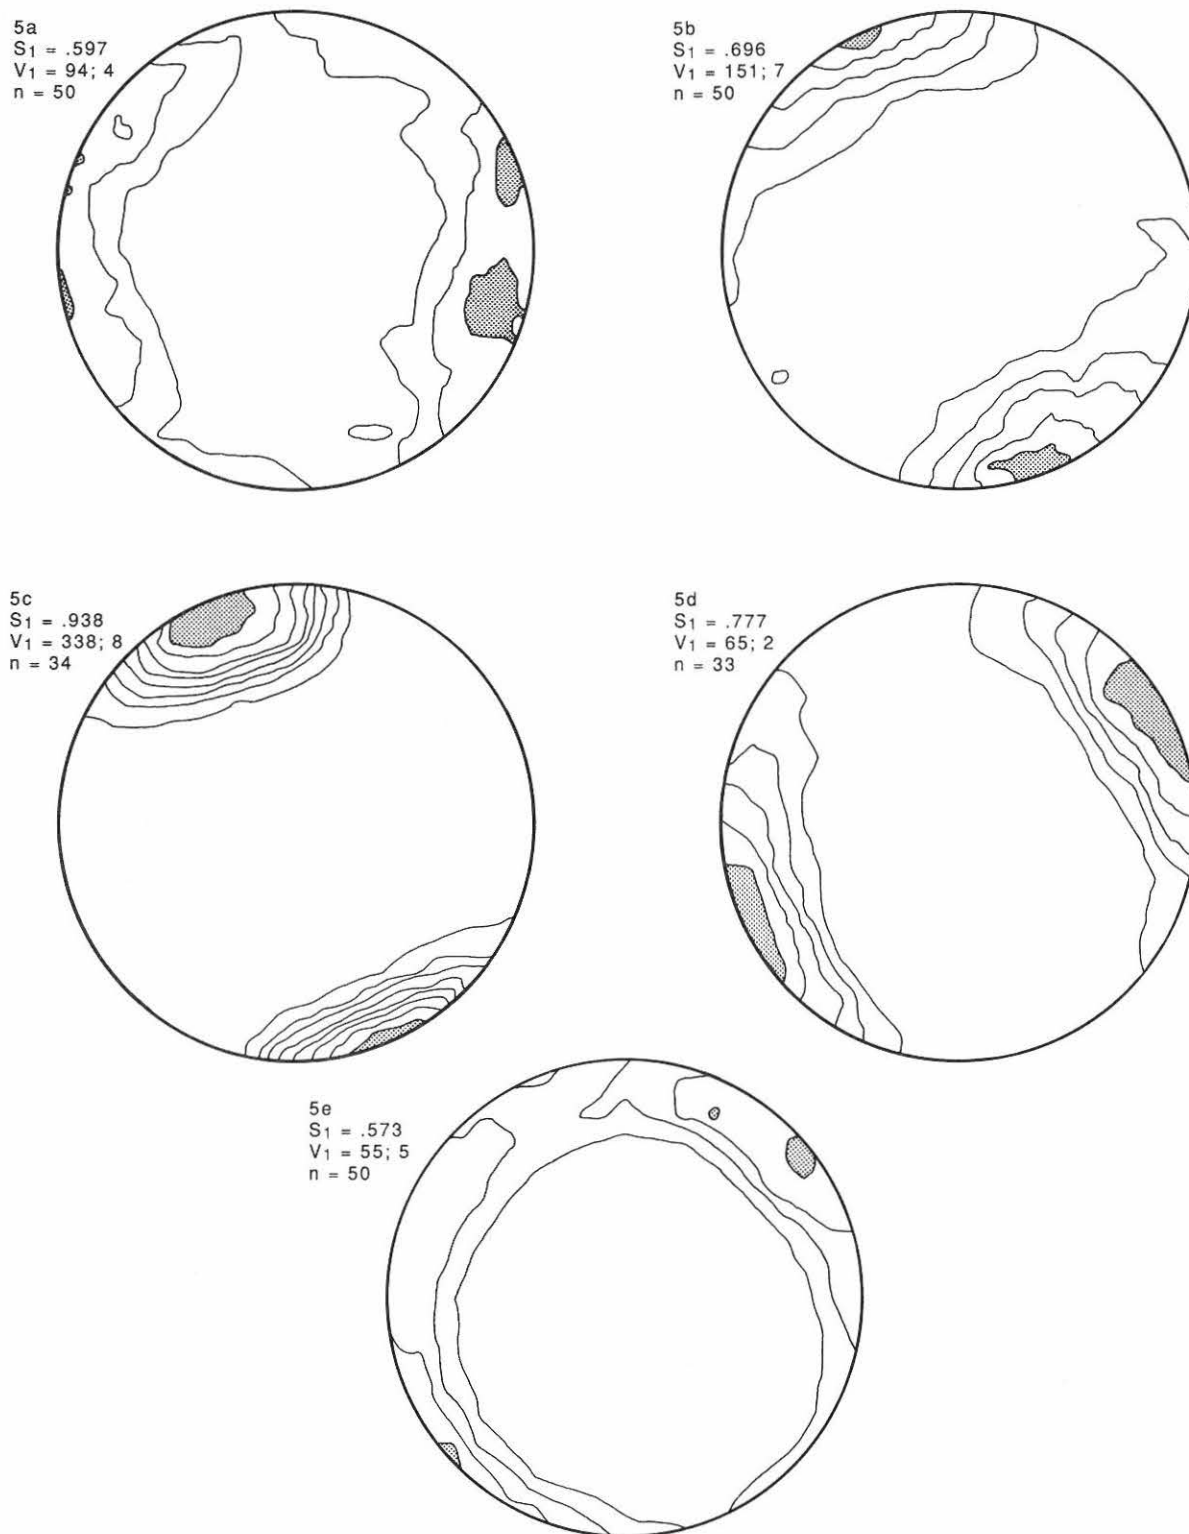 5a
S1 = .597
V1 = 94; 4
n = 50
5b
S1 = .696
V1 = 151; 7
n = 50
5c
S1 = .938
V1 = 338; 8
n = 34
5d
S1 = .777
V1 = 65; 2
n = 33
5e
S1 = .573
V1 = 55; 5
n = 50